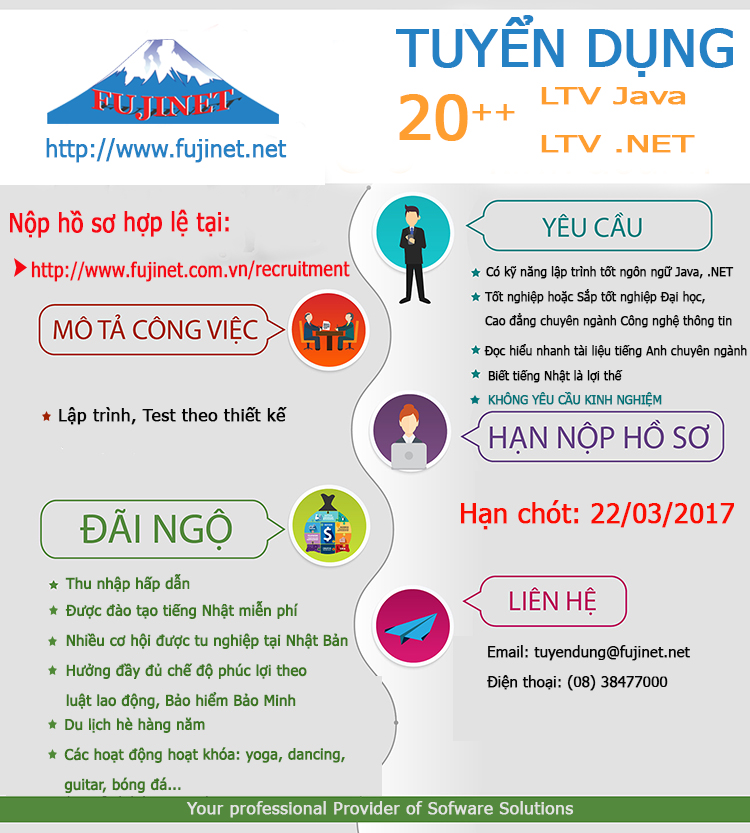 FUJINET
http://www.fujinet.net
TUYỂN DỤNG
20++
LTV Java
LTV .NET
Nộp hồ sơ hợp lệ tại:
http://www.fujinet.com.vn/recruitment
MÔ TẢ CÔNG VIỆC
Lập trình, Test theo thiết kế
ĐÃI NGỘ
Thu nhập hấp dẫn
Được đào tạo tiếng Nhật miễn phí
Nhiều cơ hội được tu nghiệp tại Nhật Bản
Hưởng đầy đủ chế độ phúc lợi theo
luật lao động, Bảo hiểm Bảo Minh
Du lịch hè hàng năm
Các hoạt động hoạt khóa: yoga, dancing,
guitar, bóng đá...
YÊU CẦU
Có kỹ năng lập trình tốt ngôn ngữ Java, .NET
Tốt nghiệp hoặc Sắp tốt nghiệp Đại học,
Cao đẳng chuyên ngành Công nghệ thông tin
Đọc hiểu nhanh tài liệu tiếng Anh chuyên ngành
Biết tiếng Nhật là lợi thế
KHÔNG YÊU CẦU KINH NGHIỆM
HẠN NỘP HỒ SƠ
Hạn chót: 22/03/2017
LIÊN HỆ
Email: tuyendung@fujinet.net
Điện thoại: (08) 38477000
Your professional Provider of Sofware Solutions